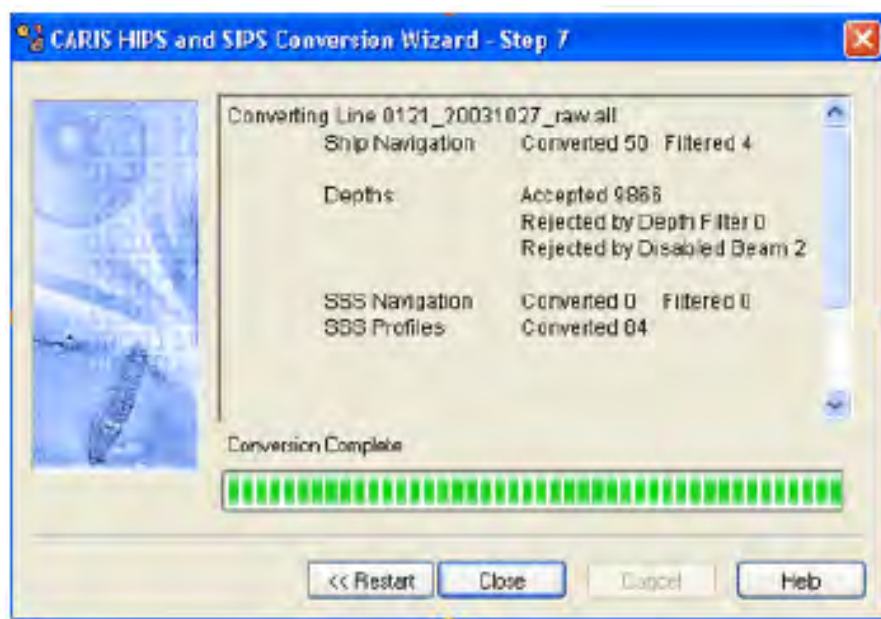 CARIS HIPS and SIPS Conversion Wizard - Step 7
Converting Line 0121_20031027_raw.all
Ship Navigation Converted 50 Filtered 4
Depths Accepted 9866
Rejected by Depth Filter 0
Rejected by Disabled Beam 2
SSS Navigation Converted 0 Filtered 0
SSS Profiles Converted 84
Conversion Complete
<< Restart Close Cancel Help